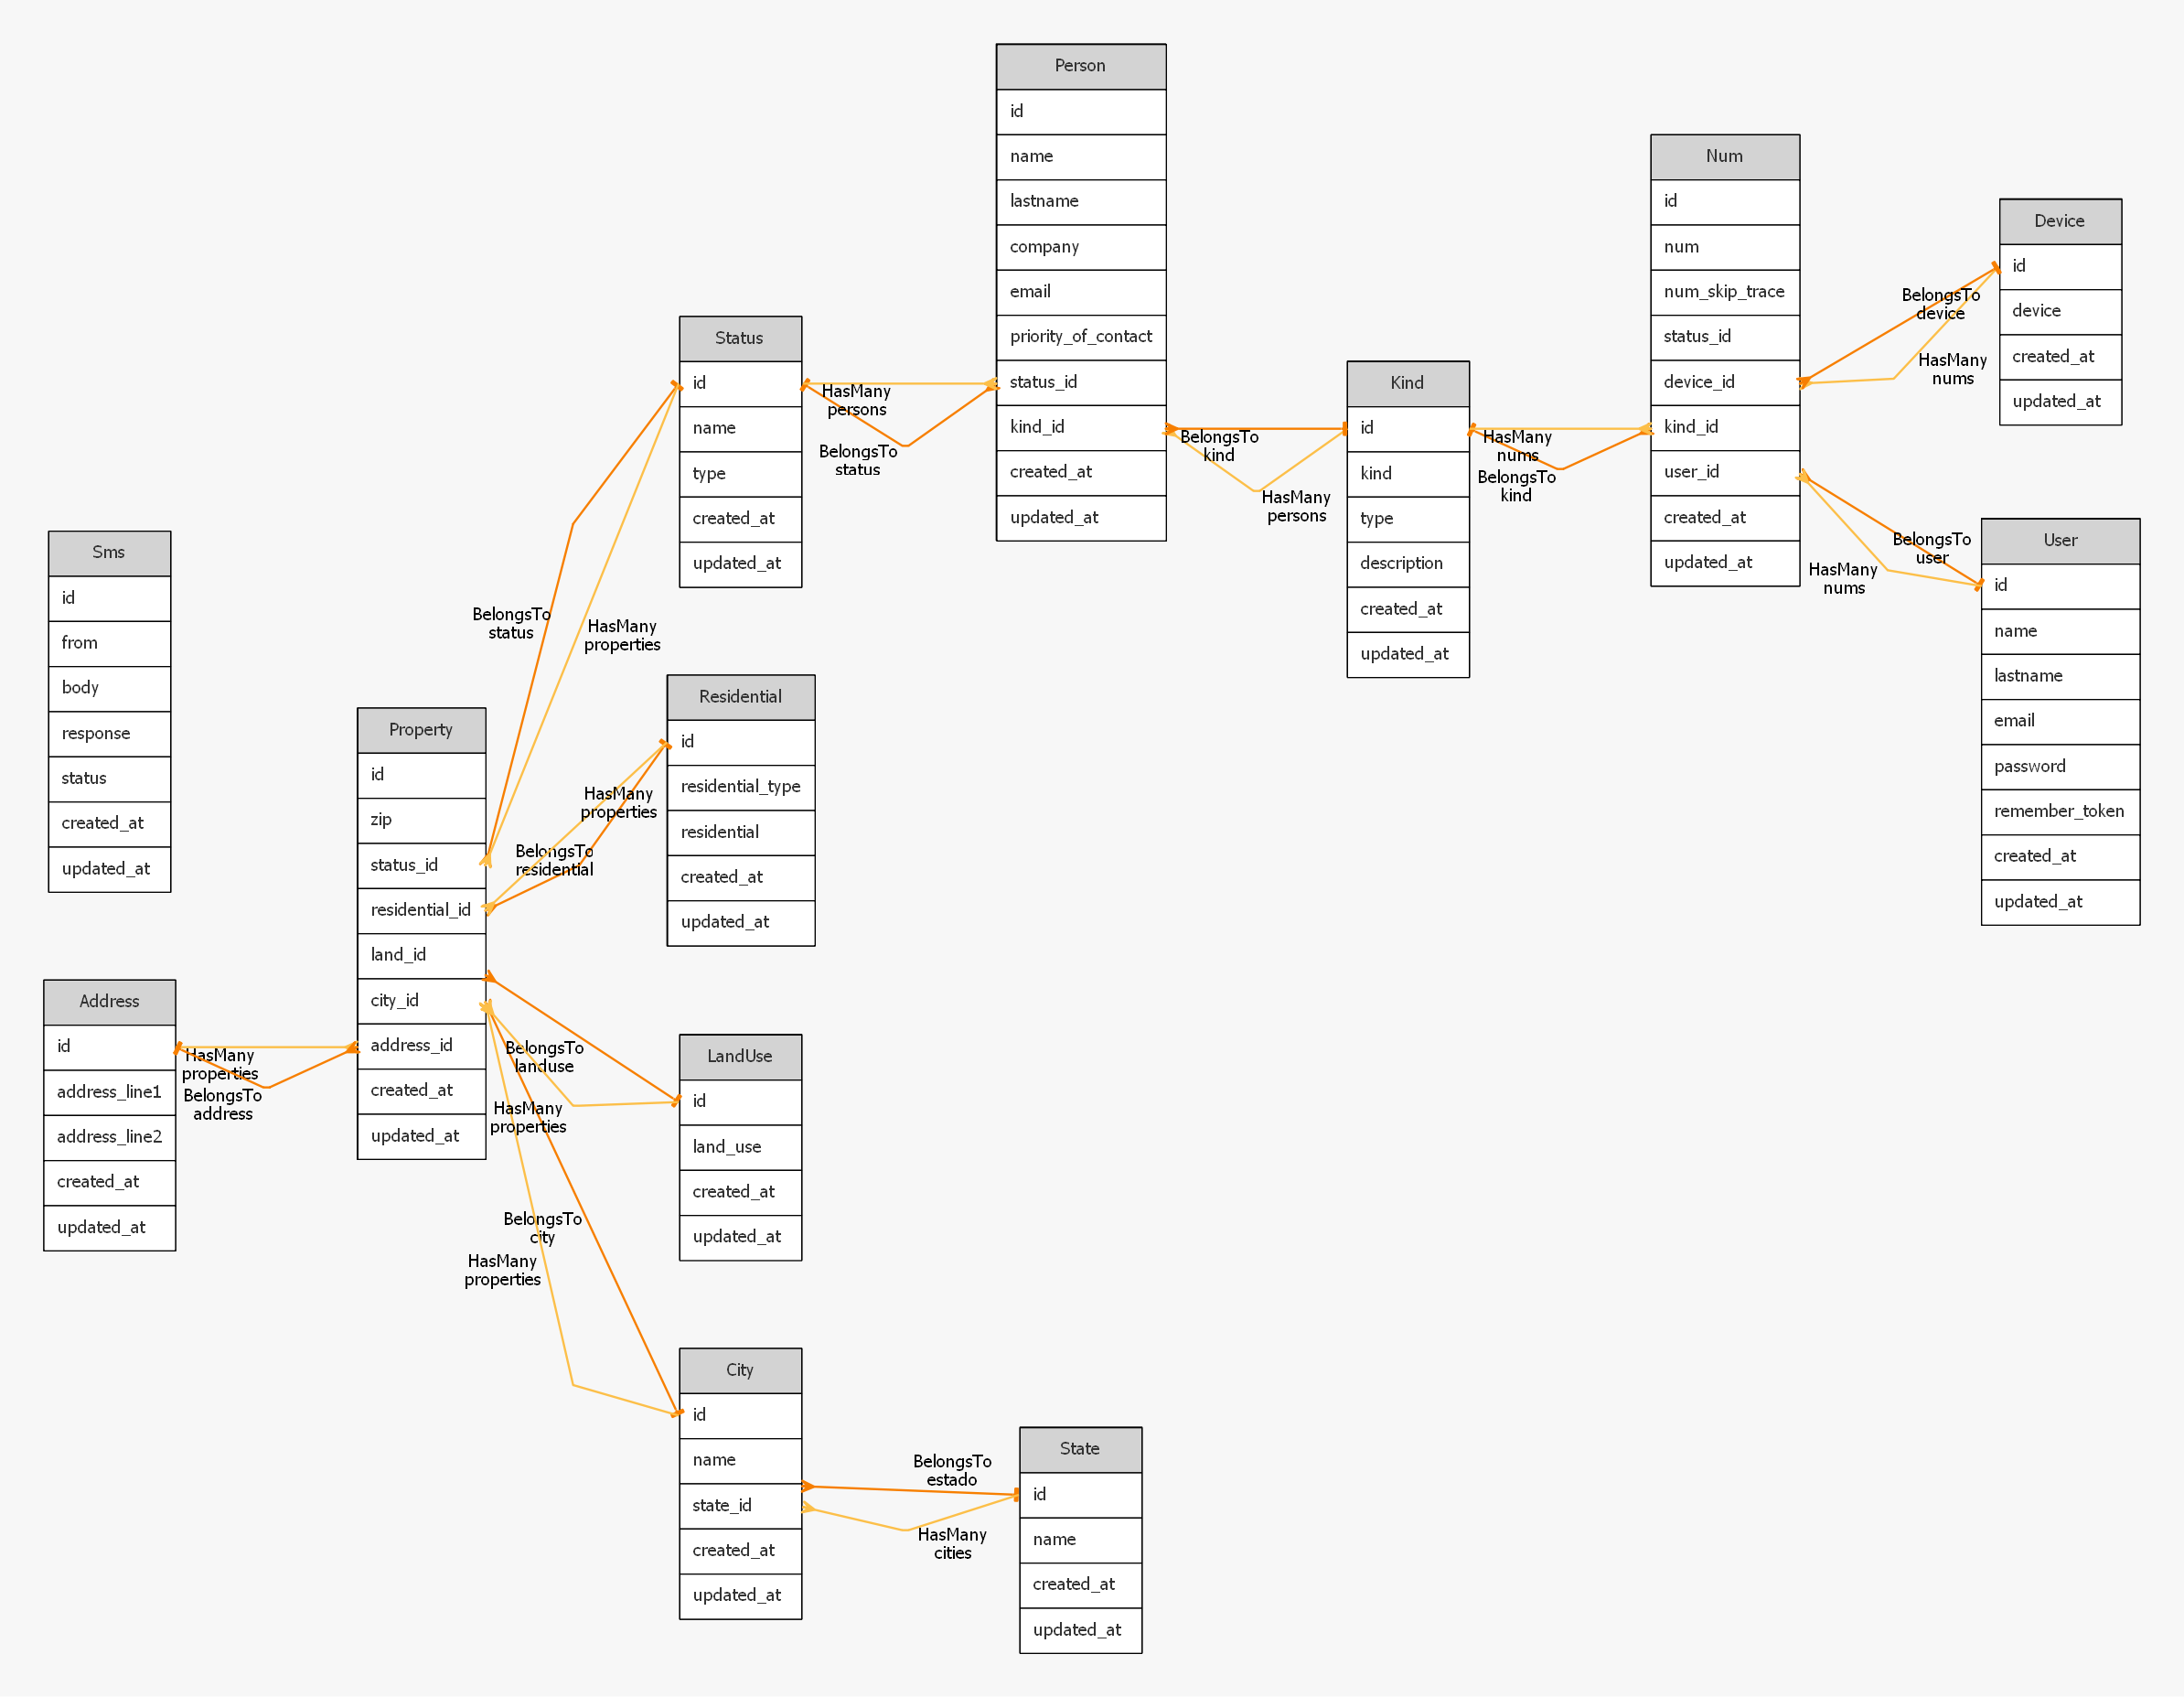 Person
id
name
lastname
company
email
priority_of_contact
status_id
kind_id
created_at
updated_at
Num
id
num
num_skip_trace
status_id
device_id
kind_id
user_id
created_at
updated_at
Device
id
device
created_at
updated_at
BelongsTo
device
HasMany
nums
Status
id
name
type
created_at
updated_at
HasMany
persons
BelongsTo
status
Kind
id
kind
type
description
created_at
updated_at
BelongsTo
kind
HasMany
persons
HasMany
nums
BelongsTo
kind
User
id
name
lastname
email
password
remember_token
created_at
updated_at
BelongsTo
user
HasMany
nums
Sms
id
from
body
response
status
created_at
updated_at
BelongsTo
status
HasMany
properties
Residential
id
residential_type
residential
created_at
updated_at
HasMany
properties
BelongsTo
residential
Property
id
zip
status_id
residential_id
land_id
city_id
address_id
created_at
updated_at
Address
id
address_line1
address_line2
created_at
updated_at
HasMany
properties
BelongsTo
address
LandUse
id
land_use
created_at
updated_at
BelongsTo
landuse
HasMany
properties
BelongsTo
city
HasMany
properties
City
id
name
state_id
created_at
updated_at
BelongsTo
estado
HasMany
cities
State
id
name
created_at
updated_at